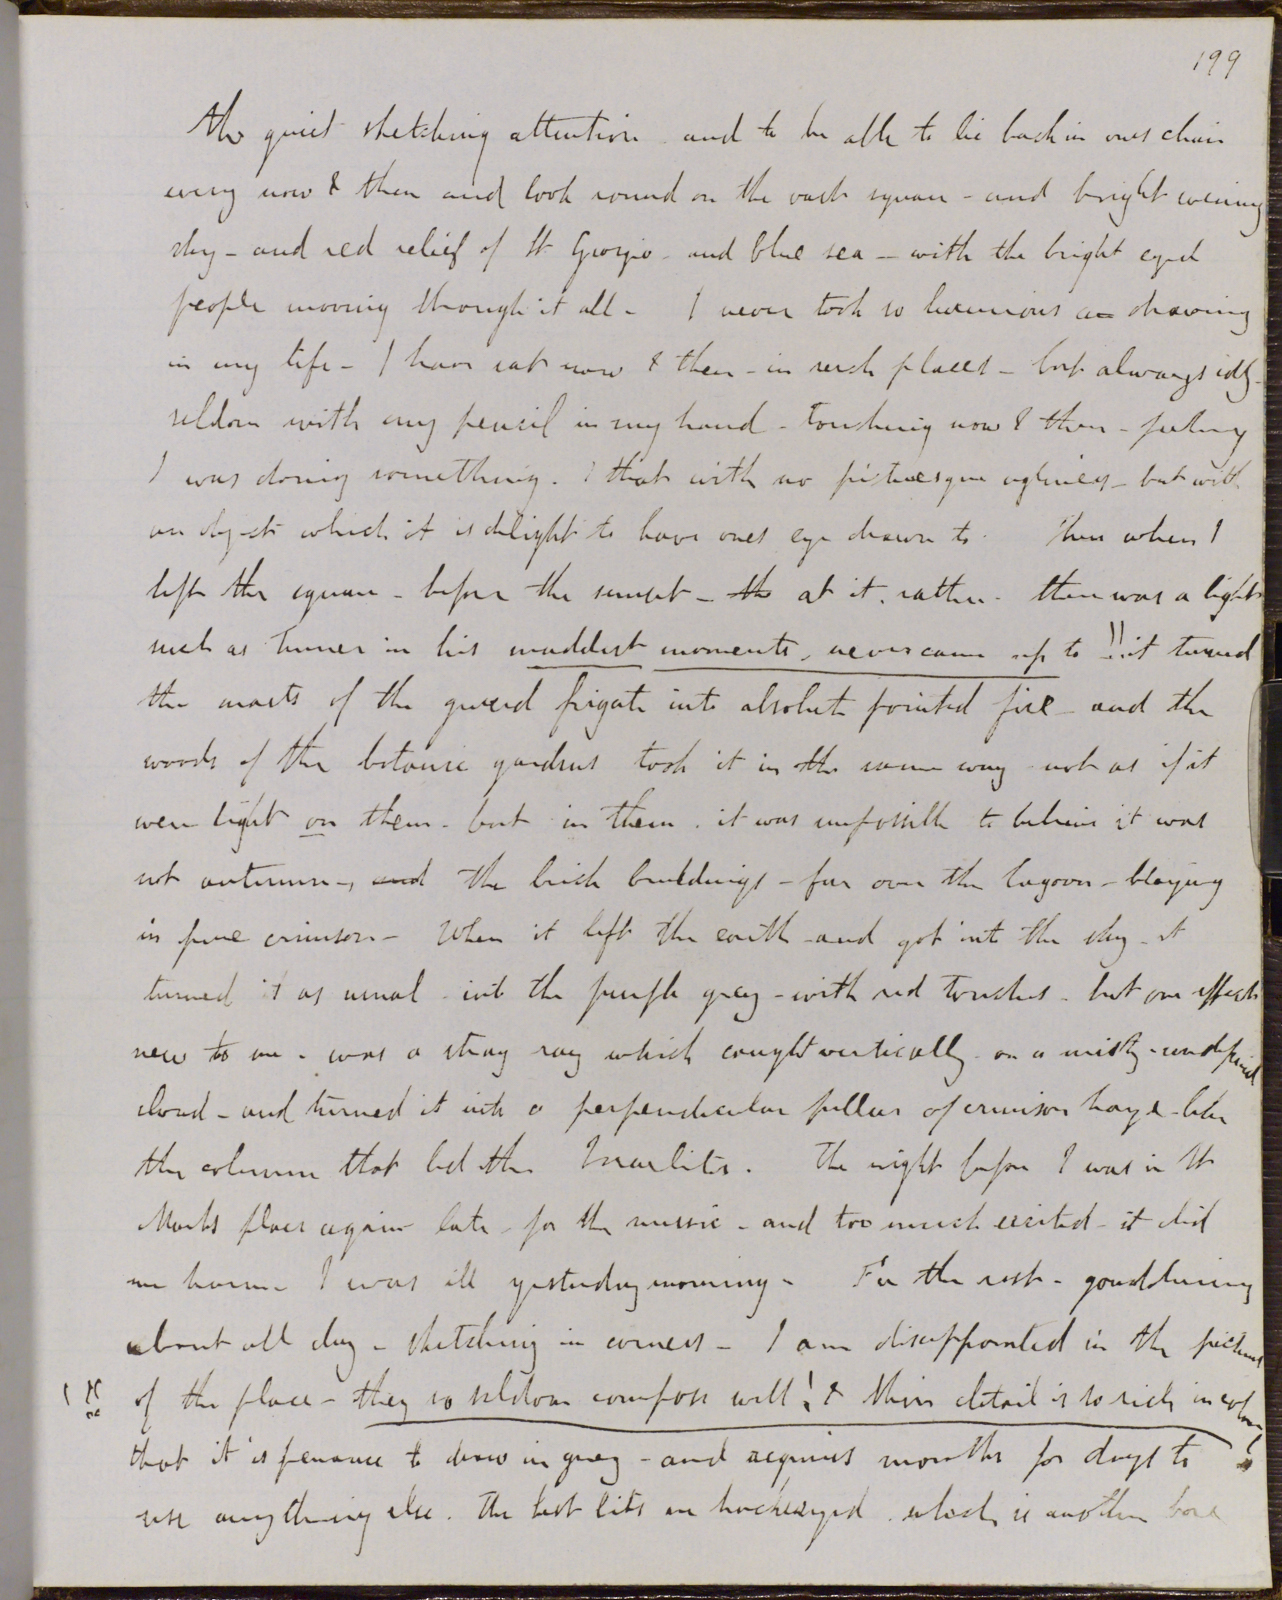 199
the quiet sketching attention and to be able to lie back in ones chair
every now & then and look round on the vast square - and bright evening
sky - and red relief of St Giorgio - and blue sea - with the bright eyed
people moving through it all - I never took so luxurious a drawing
in my life - I have sat now & then - in such places - but always idly -
seldom with my pencil in my hand - touching now & then - feeling
I was doing something. & that with no picturesque ugliness - but with
an object which it is delight to have ones eye drawn to. Then when I
left the square - before the sunset - the at it, rather. there was a light
such as Turner in his maddest moments, never came up to !! it turned
the masts of the guard frigate into absolute pointed fire - and the
woods of the botanic gardens took it in the same way - not as if it
were light on them - but in them. it was impossible to believe it was
not autumn -, and the brick buildings - far over the lagoon - blazing
in pure crimson - When it left the earth - and got into the sky - it
turned it as usual - into the purple grey - with red touches - but one effect
new to me - was a stray ray which caught vertically - on a misty - undefined
cloud - and turned it into a perpendicular pillar of crimson haze - like
the column that led the Israelites. The night before I was in St
Marks place again late - for the music - and too much excited - it did
me harm - I was ill yesterday morning - For the rest - gondoliering
about all day - sketching in corners - I am disappointed in the pictures
of the place - they so seldom compose well! & their detail is so rich in colour
that it is penance to draw in grey - and requires months for days to !
use anything else. The best bits are hackneyed. which is another bore